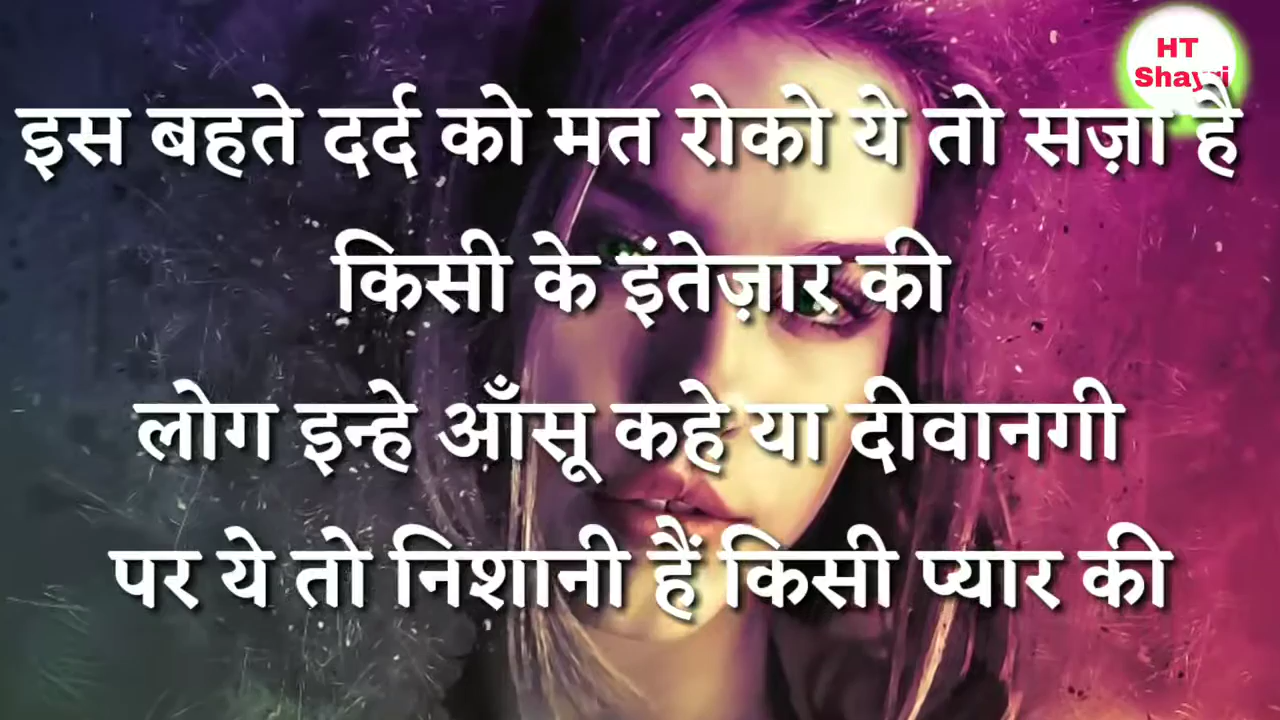 HT
Shayri
इस बहते दर्द को मत रोको ये तो सज़ा है
किसी के इंतेज़ार की
लोग इन्हे आँसू कहे या दीवानगी
पर ये तो निशानी हैं किसी प्यार की